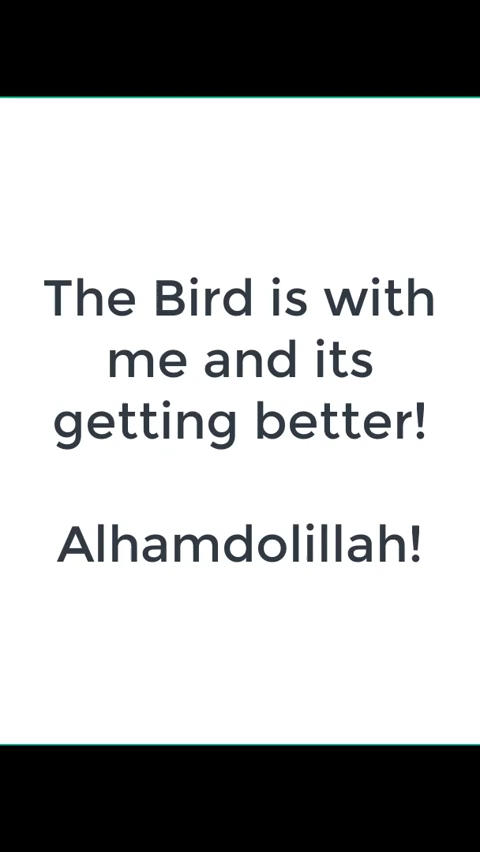 The Bird is with
me and its
getting better!
Alhamdolillah!